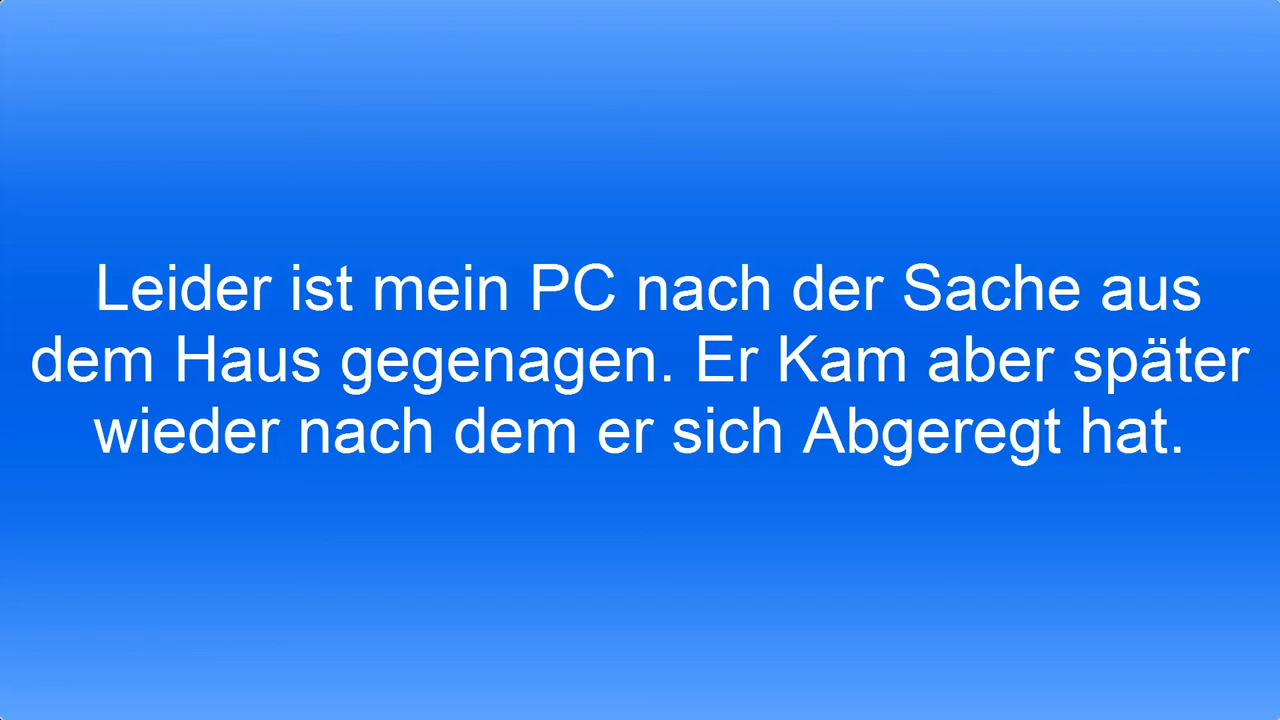 Leider ist mein PC nach der Sache aus
dem Haus gegenagen. Er Kam aber später
wieder nach dem er sich Abgeregt hat.